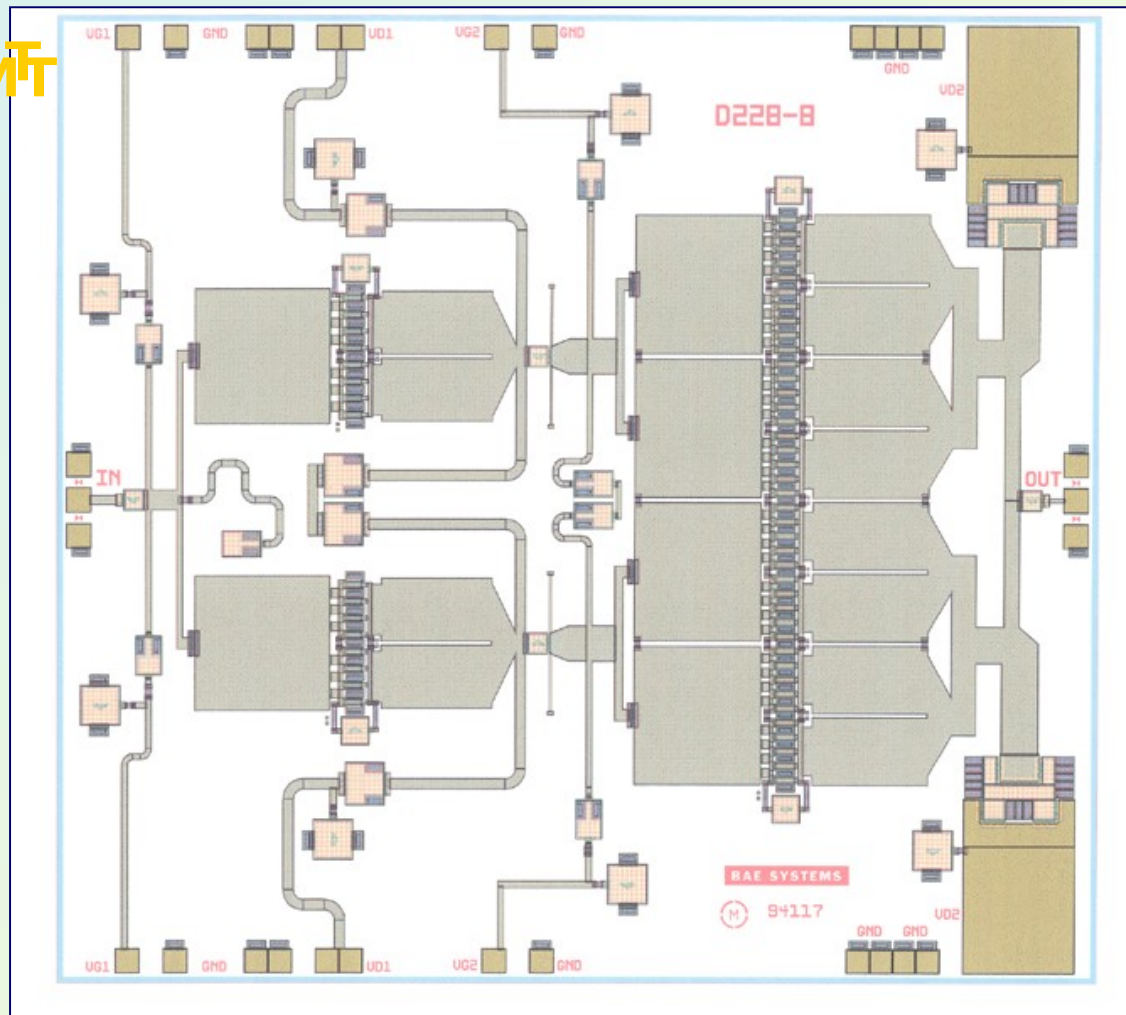 VG1 GND VD1 VG2 GND
GND
VD2
MTT
D228-8
IN
OUT
BAE SYSTEMS
M 94117
VD2
GND GND
VG1 GND VD1 VG2 GND